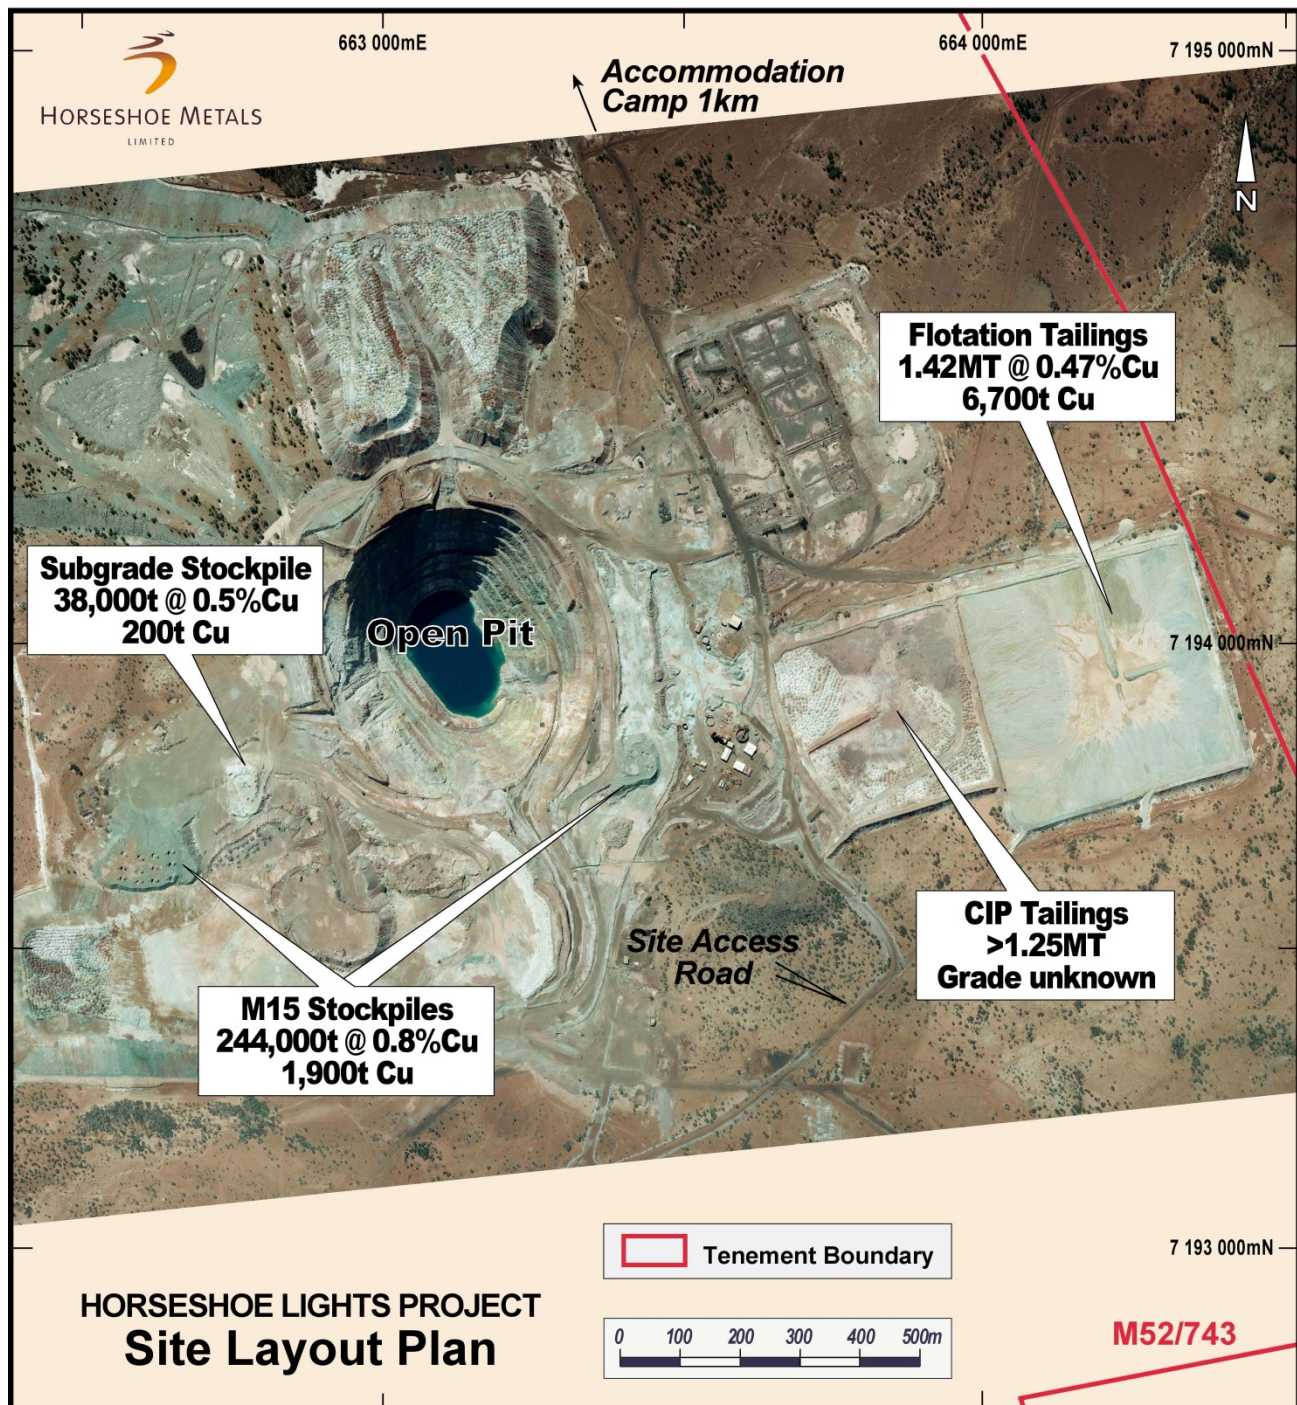 663 000mE
664 000mE
7 195 000mN
HORSESHOE METALS
LIMITED
Accommodation
Camp 1km
N
Flotation Tailings
1.42MT @ 0.47%Cu
6,700t Cu
Subgrade Stockpile
38,000t @ 0.5%Cu
200t Cu
Open Pit
7 194 000mN
CIP Tailings
>1.25MT
Grade unknown
Site Access
Road
M15 Stockpiles
244,000t @ 0.8%Cu
1,900t Cu
7 193 000mN
Tenement Boundary
HORSESHOE LIGHTS PROJECT
Site Layout Plan
0 100 200 300 400 500m
M52/743